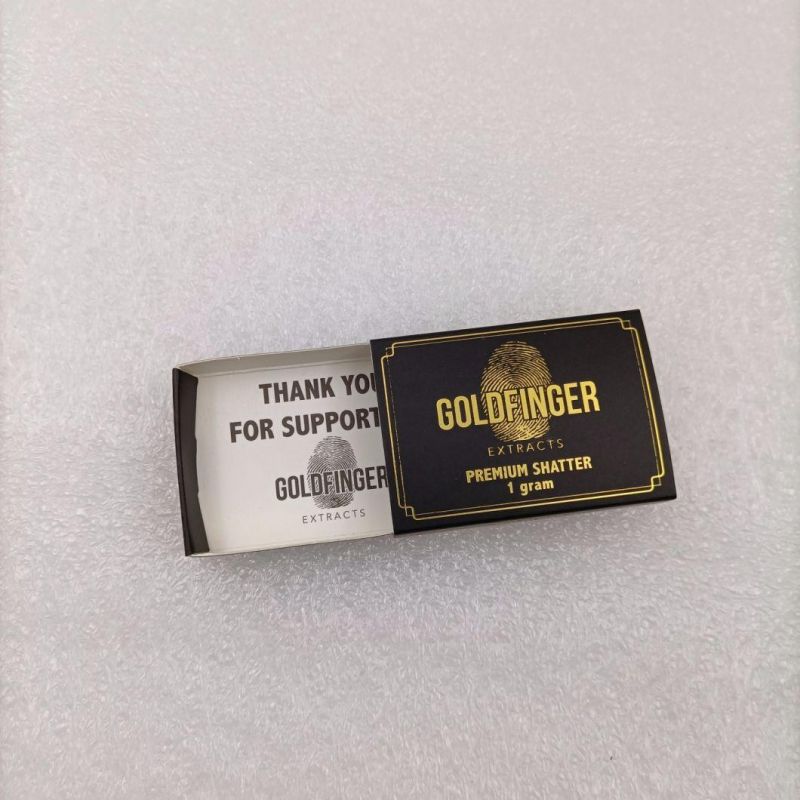 THANK YOU
FOR SUPPORT
GOLDFINGER
EXTRACTS
GOLDFINGER
EXTRACTS
PREMIUM SHATTER
1 gram